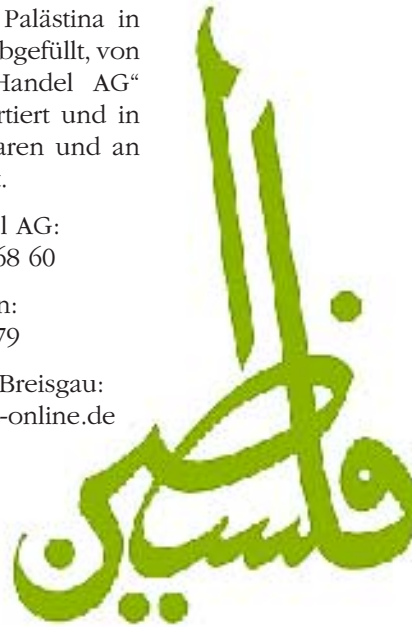 Palästina in
bgefüllt, von
Handel AG“
rtiert und in
aren und an
.
l AG:
68 60
n:
79
Breisgau:
-online.de
فلسطين